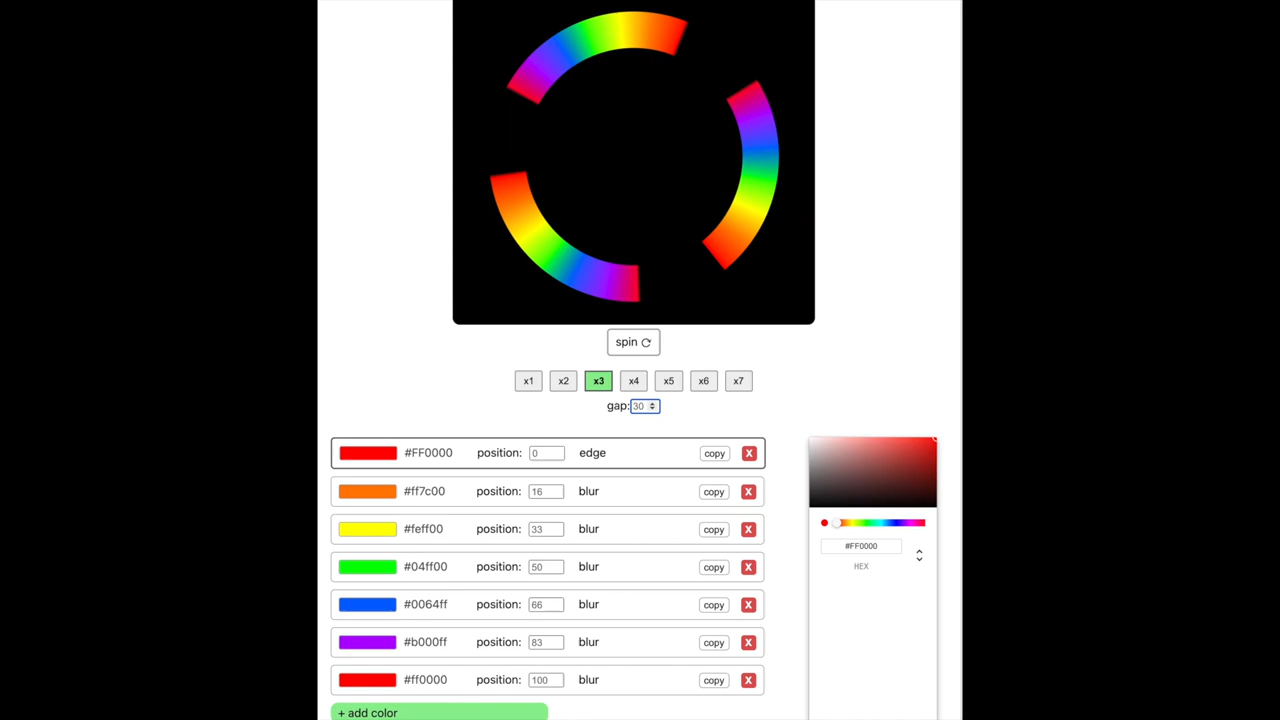 spin
x1 x2 x3 x4 x5 x6 x7
gap: 30
#FF0000 position: 0 edge copy X
#ff7c00 position: 16 blur copy X
#feff00 position: 33 blur copy X
#04ff00 position: 50 blur copy X
#0064ff position: 66 blur copy X
#b000ff position: 83 blur copy X
#ff0000 position: 100 blur copy X
+ add color
#FF0000
HEX